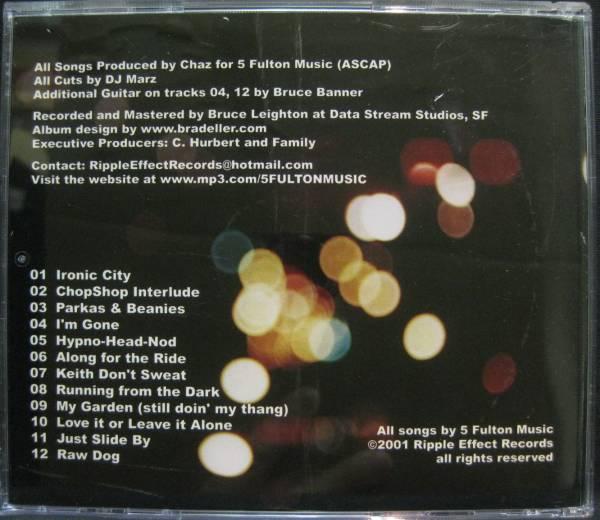 All Songs Produced by Chaz for 5 Fulton Music (ASCAP)
All Cuts by DJ Marz
Additional Guitar on tracks 04, 12 by Bruce Banner
Recorded and Mastered by Bruce Leighton at Data Stream Studios, SF
Album design by www.bradeller.com
Executive Producers: C. Hurbert and Family
Contact: RippleEffectRecords@hotmail.com
Visit the website at www.mp3.com/5FULTONMUSIC
01 Ironic City
02 ChopShop Interlude
03 Parkas & Beanies
04 I'm Gone
05 Hypno-Head-Nod
06 Along for the Ride
07 Keith Don't Sweat
08 Running from the Dark
09 My Garden (still doin' my thang)
10 Love it or Leave it Alone
11 Just Slide By
12 Raw Dog
All songs by 5 Fulton Music
©2001 Ripple Effect Records
all rights reserved